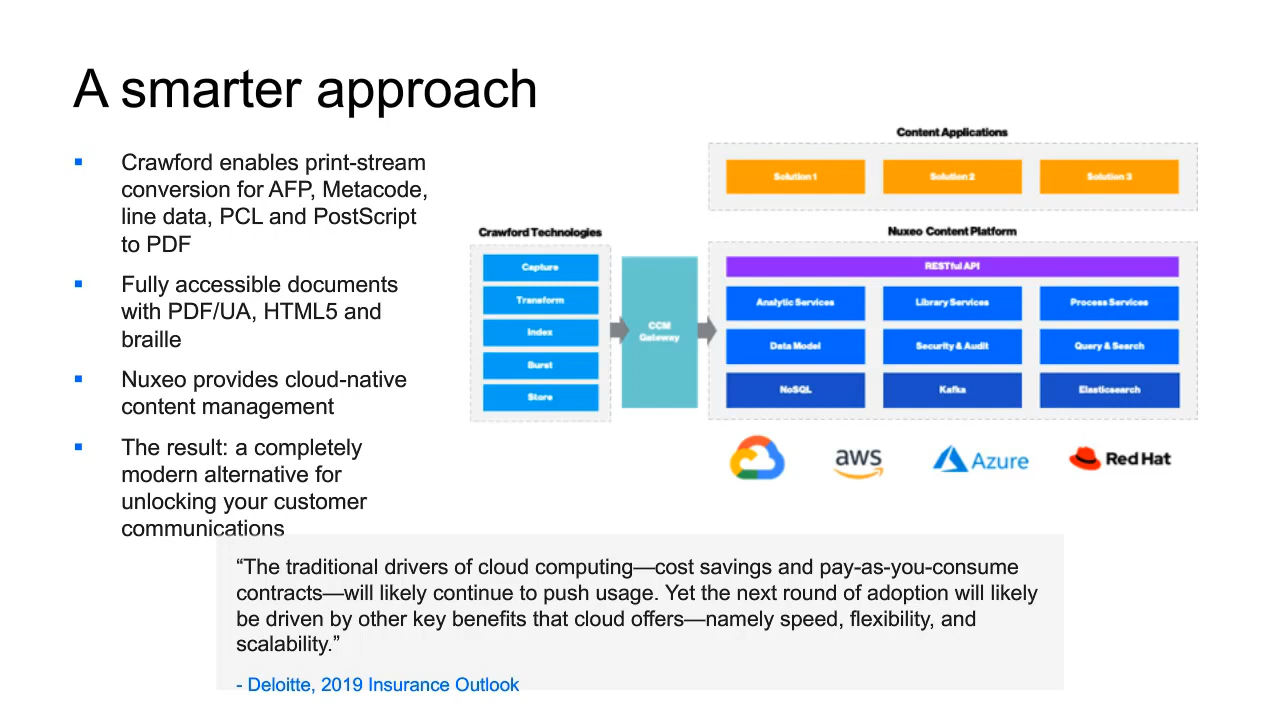 A smarter approach
▪ Crawford enables print-stream
conversion for AFP, Metacode,
line data, PCL and PostScript
to PDF
▪ Fully accessible documents
with PDF/UA, HTML5 and
braille
▪ Nuxeo provides cloud-native
content management
▪ The result: a completely
modern alternative for
unlocking your customer
communications
Content Applications
Solution 1
Solution 2
Solution 3
Crawford Technologies
Capture
Transform
Index
Burst
Store
CCM
Gateway
Nuxeo Content Platform
RESTful API
Analytic Services
Library Services
Process Services
Data Model
Security & Audit
Query & Search
NoSQL
Kafka
Elasticsearch
aws
Azure
Red Hat
“The traditional drivers of cloud computing—cost savings and pay-as-you-consume
contracts—will likely continue to push usage. Yet the next round of adoption will likely
be driven by other key benefits that cloud offers—namely speed, flexibility, and
scalability.”
- Deloitte, 2019 Insurance Outlook